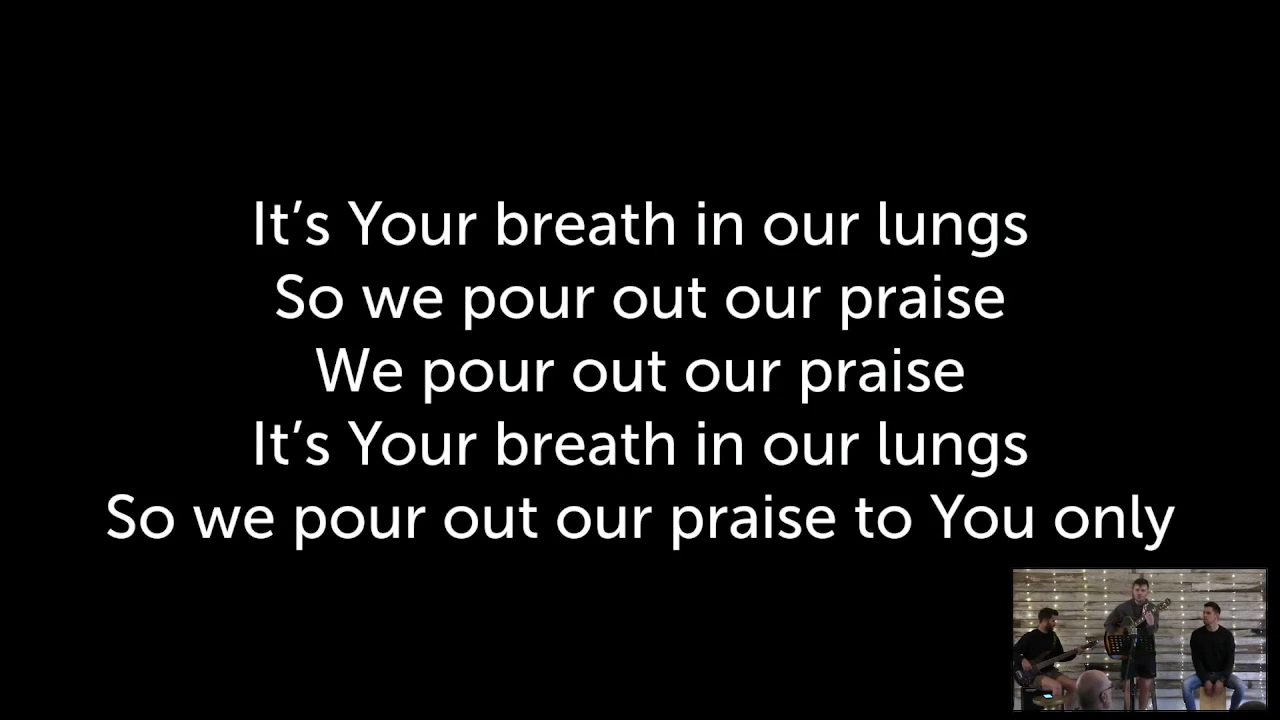 It’s Your breath in our lungs
So we pour out our praise
We pour out our praise
It’s Your breath in our lungs
So we pour out our praise to You only